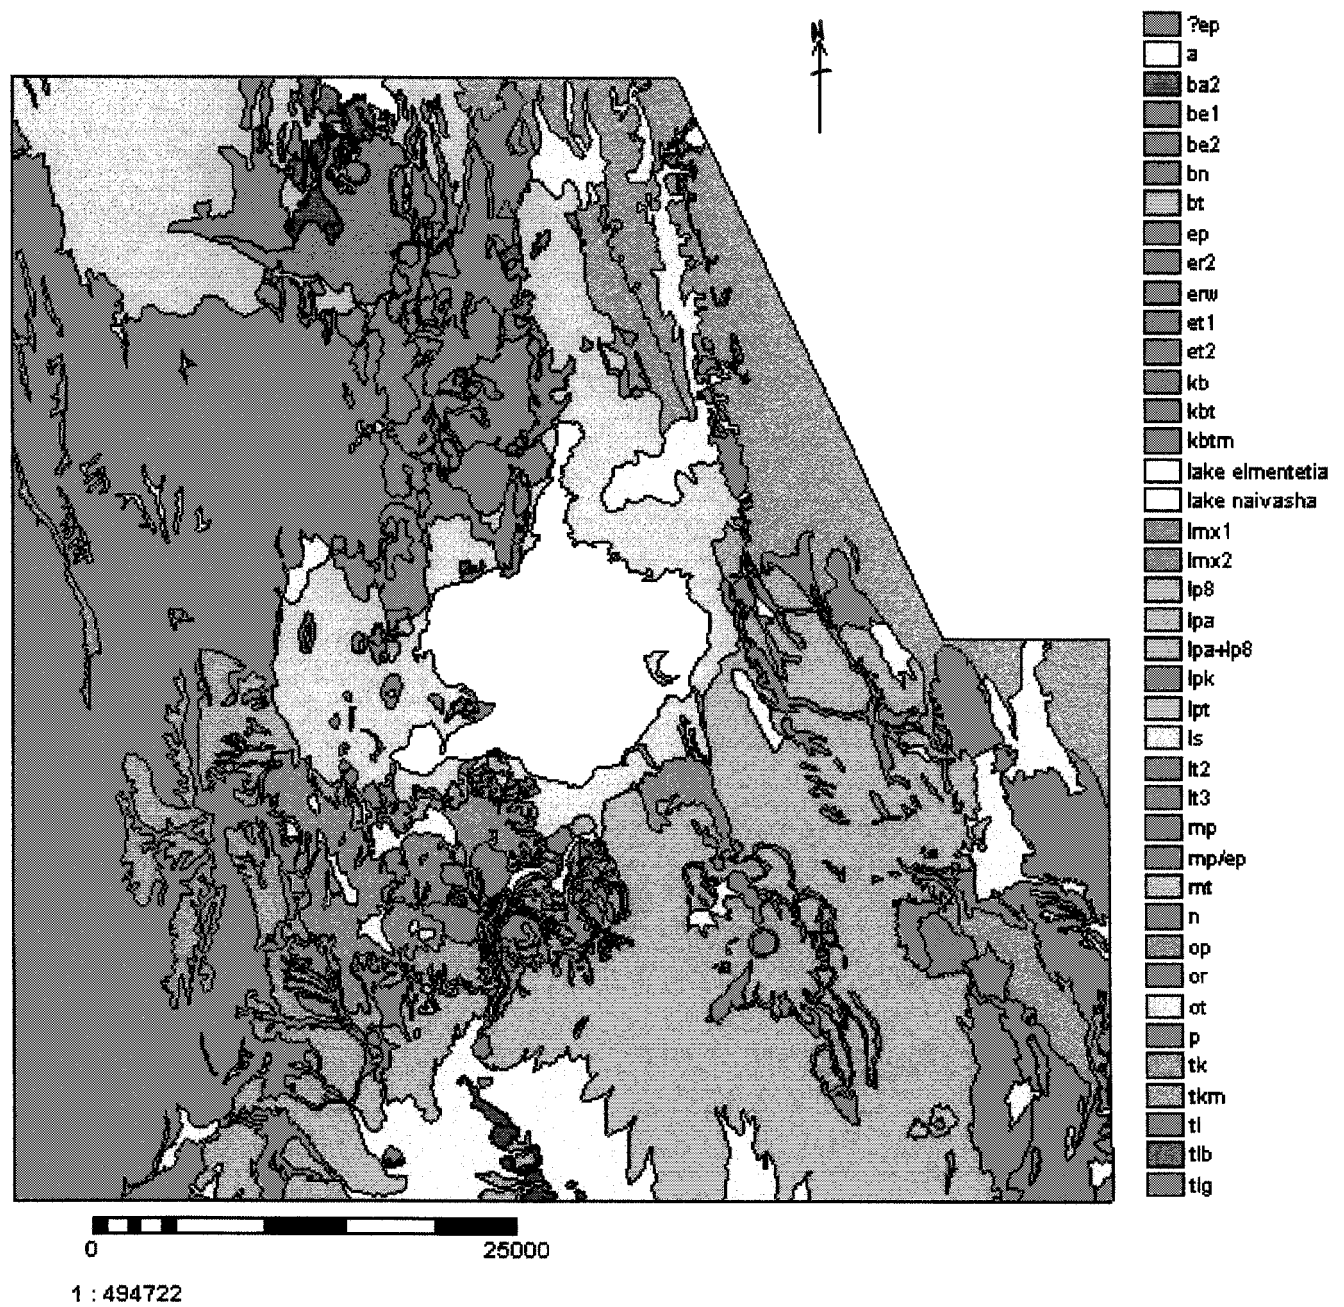 N
?ep
a
ba2
be1
be2
bn
bt
ep
er2
erw
et1
et2
kb
kbt
kbtm
lake elmentetia
lake naivasha
lmx1
lmx2
lp8
lpa
lpa+lp8
lpk
lpt
ls
lt2
lt3
mp
mp/ep
mt
n
op
or
ot
p
tk
tkm
tl
tlb
tlg
0 25000
1 : 494722